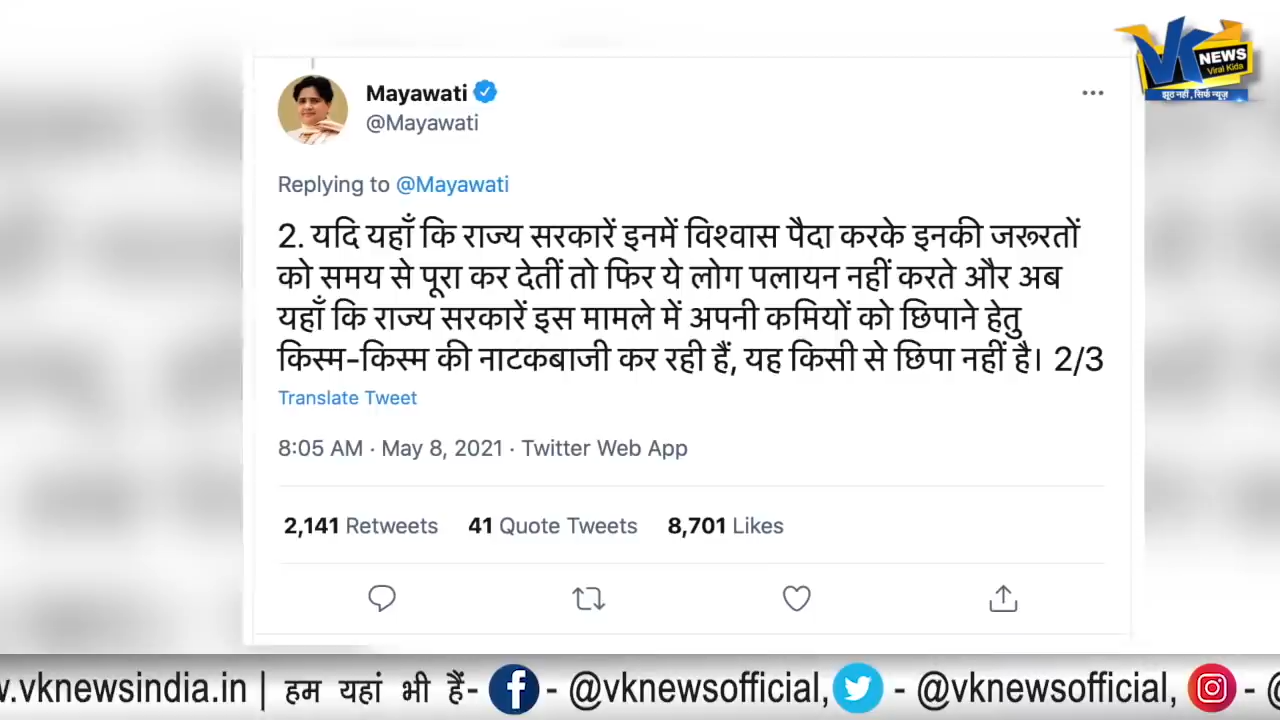 VK NEWS
Viral Kida
झूठ नहीं, सिर्फ न्यूज़
Mayawati
@Mayawati
Replying to @Mayawati
2. यदि यहाँ कि राज्य सरकारें इनमें विश्वास पैदा करके इनकी जरूरतों
को समय से पूरा कर देतीं तो फिर ये लोग पलायन नहीं करते और अब
यहाँ कि राज्य सरकारें इस मामले में अपनी कमियों को छिपाने हेतु
किस्म-किस्म की नाटकबाजी कर रही हैं, यह किसी से छिपा नहीं है। 2/3
Translate Tweet
8:05 AM · May 8, 2021 · Twitter Web App
2,141 Retweets 41 Quote Tweets 8,701 Likes
.vknewsindia.in | हम यहां भी हैं- - @vknewsofficial, - @vknewsofficial, - @